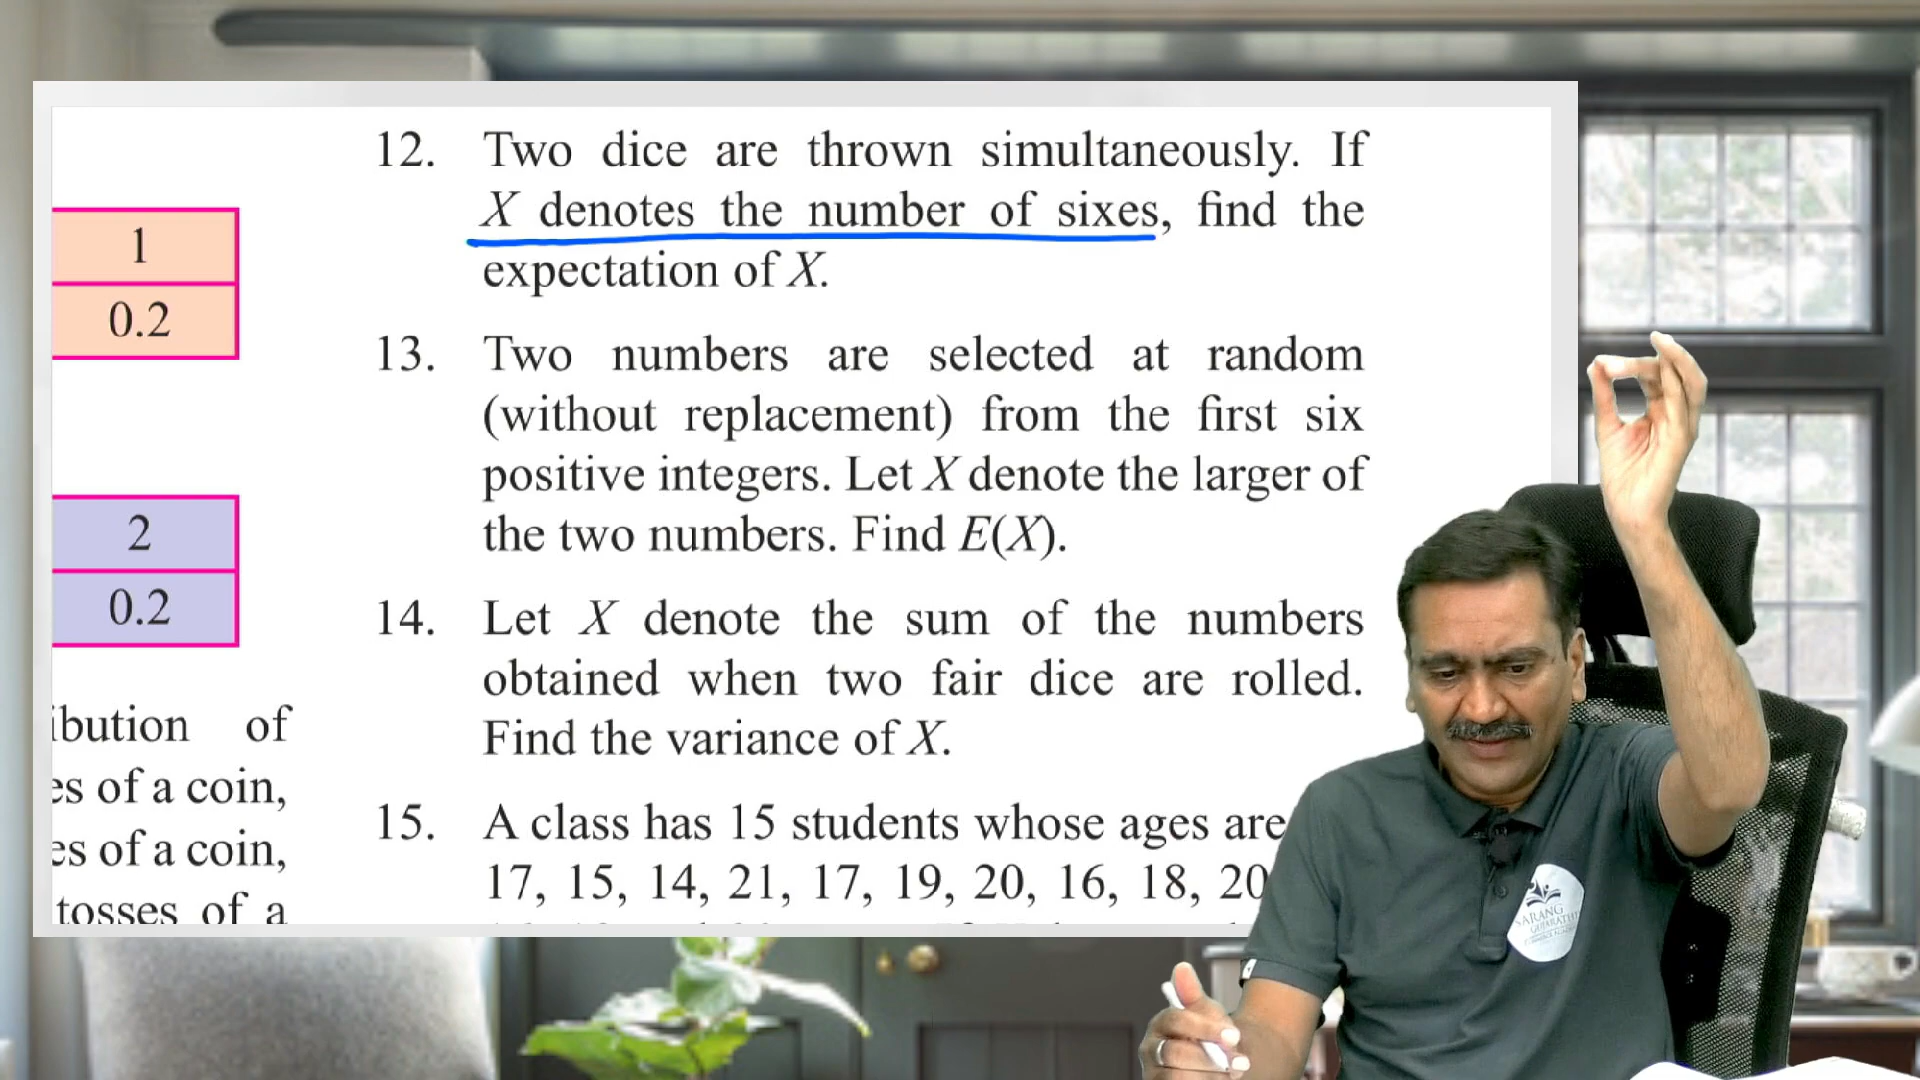 1
0.2
2
0.2
ibution of
es of a coin,
es of a coin,
tosses of a
12. Two dice are thrown simultaneously. If
X denotes the number of sixes, find the
expectation of X.
13. Two numbers are selected at random
(without replacement) from the first six
positive integers. Let X denote the larger of
the two numbers. Find E(X).
14. Let X denote the sum of the numbers
obtained when two fair dice are rolled.
Find the variance of X.
15. A class has 15 students whose ages are
17, 15, 14, 21, 17, 19, 20, 16, 18, 20
SARANG
GUJARATHI